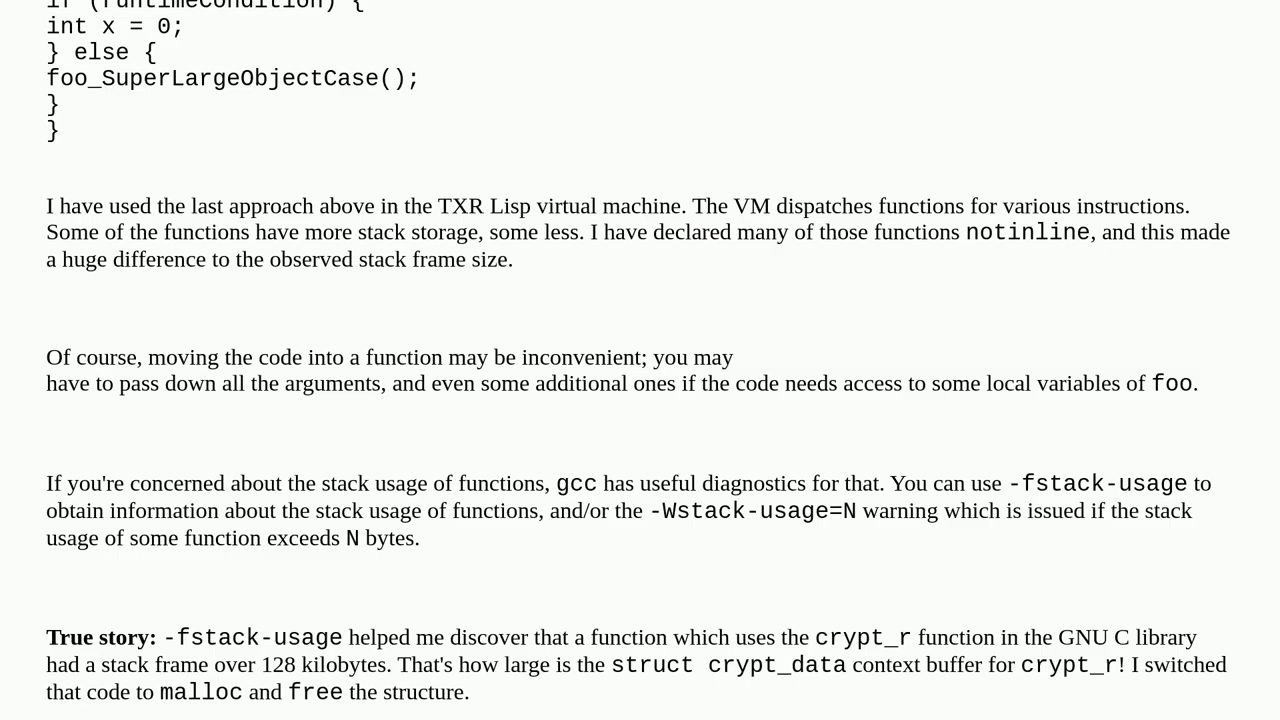 if (runtimeCondition) {
int x = 0;
} else {
foo_SuperLargeObjectCase();
}
}
I have used the last approach above in the TXR Lisp virtual machine. The VM dispatches functions for various instructions.
Some of the functions have more stack storage, some less. I have declared many of those functions notinline, and this made
a huge difference to the observed stack frame size.
Of course, moving the code into a function may be inconvenient; you may
have to pass down all the arguments, and even some additional ones if the code needs access to some local variables of foo.
If you're concerned about the stack usage of functions, gcc has useful diagnostics for that. You can use -fstack-usage to
obtain information about the stack usage of functions, and/or the -Wstack-usage=N warning which is issued if the stack
usage of some function exceeds N bytes.
True story: -fstack-usage helped me discover that a function which uses the crypt_r function in the GNU C library
had a stack frame over 128 kilobytes. That's how large is the struct crypt_data context buffer for crypt_r! I switched
that code to malloc and free the structure.